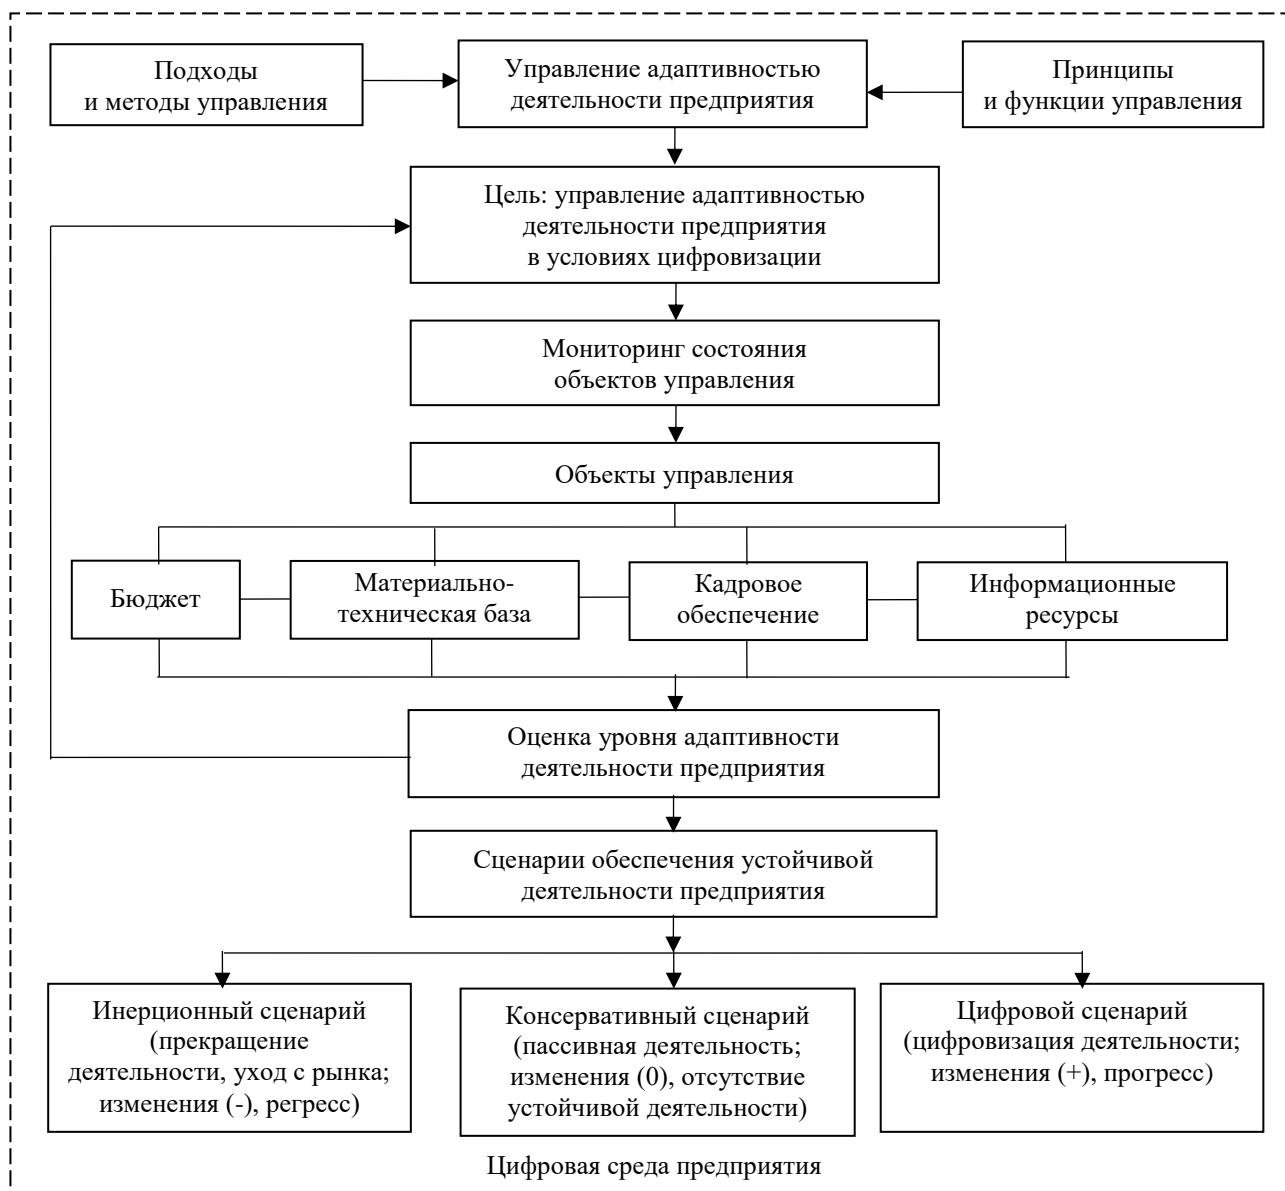 Подходы
и методы управления
Управление адаптивностью
деятельности предприятия
Принципы
и функции управления
Цель: управление адаптивностью
деятельности предприятия
в условиях цифровизации
Мониторинг состояния
объектов управления
Объекты управления
Бюджет
Материально-
техническая база
Кадровое
обеспечение
Информационные
ресурсы
Оценка уровня адаптивности
деятельности предприятия
Сценарии обеспечения устойчивой
деятельности предприятия
Инерционный сценарий
(прекращение
деятельности, уход с рынка;
изменения (-), регресс)
Консервативный сценарий
(пассивная деятельность;
изменения (0), отсутствие
устойчивой деятельности)
Цифровой сценарий
(цифровизация деятельности;
изменения (+), прогресс)
Цифровая среда предприятия